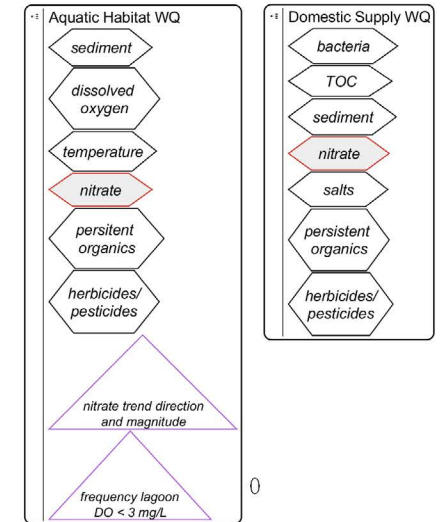 Aquatic Habitat WQ
sediment
dissolved
oxygen
temperature
nitrate
persitent
organics
herbicides/
pesticides
nitrate trend direction
and magnitude
frequency lagoon
DO < 3 mg/L
Domestic Supply WQ
bacteria
TOC
sediment
nitrate
salts
persistent
organics
herbicides/
pesticides
()